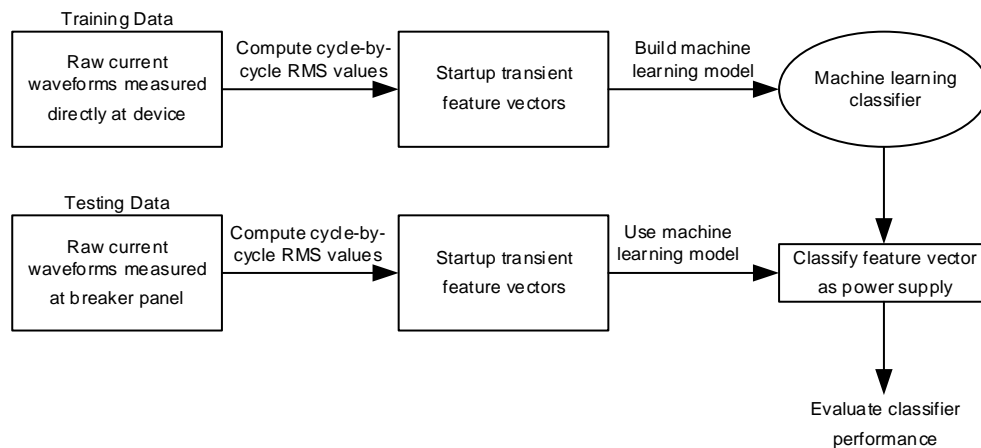 Training Data
Raw current
waveforms measured
directly at device
Compute cycle-by-
cycle RMS values
Startup transient
feature vectors
Build machine
learning model
Machine learning
classifier
Testing Data
Raw current
waveforms measured
at breaker panel
Compute cycle-by-
cycle RMS values
Startup transient
feature vectors
Use machine
learning model
Classify feature vector
as power supply
Evaluate classifier
performance